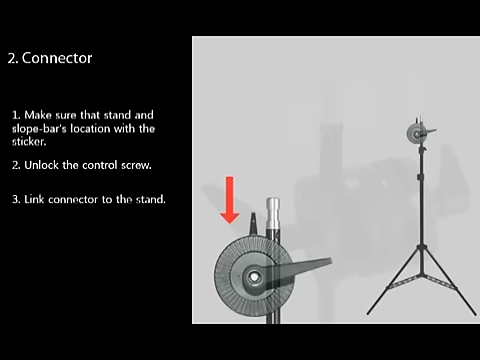 2. Connector
1. Make sure that stand and
slope-bar's location with the
sticker.
2. Unlock the control screw.
3. Link connector to the stand.